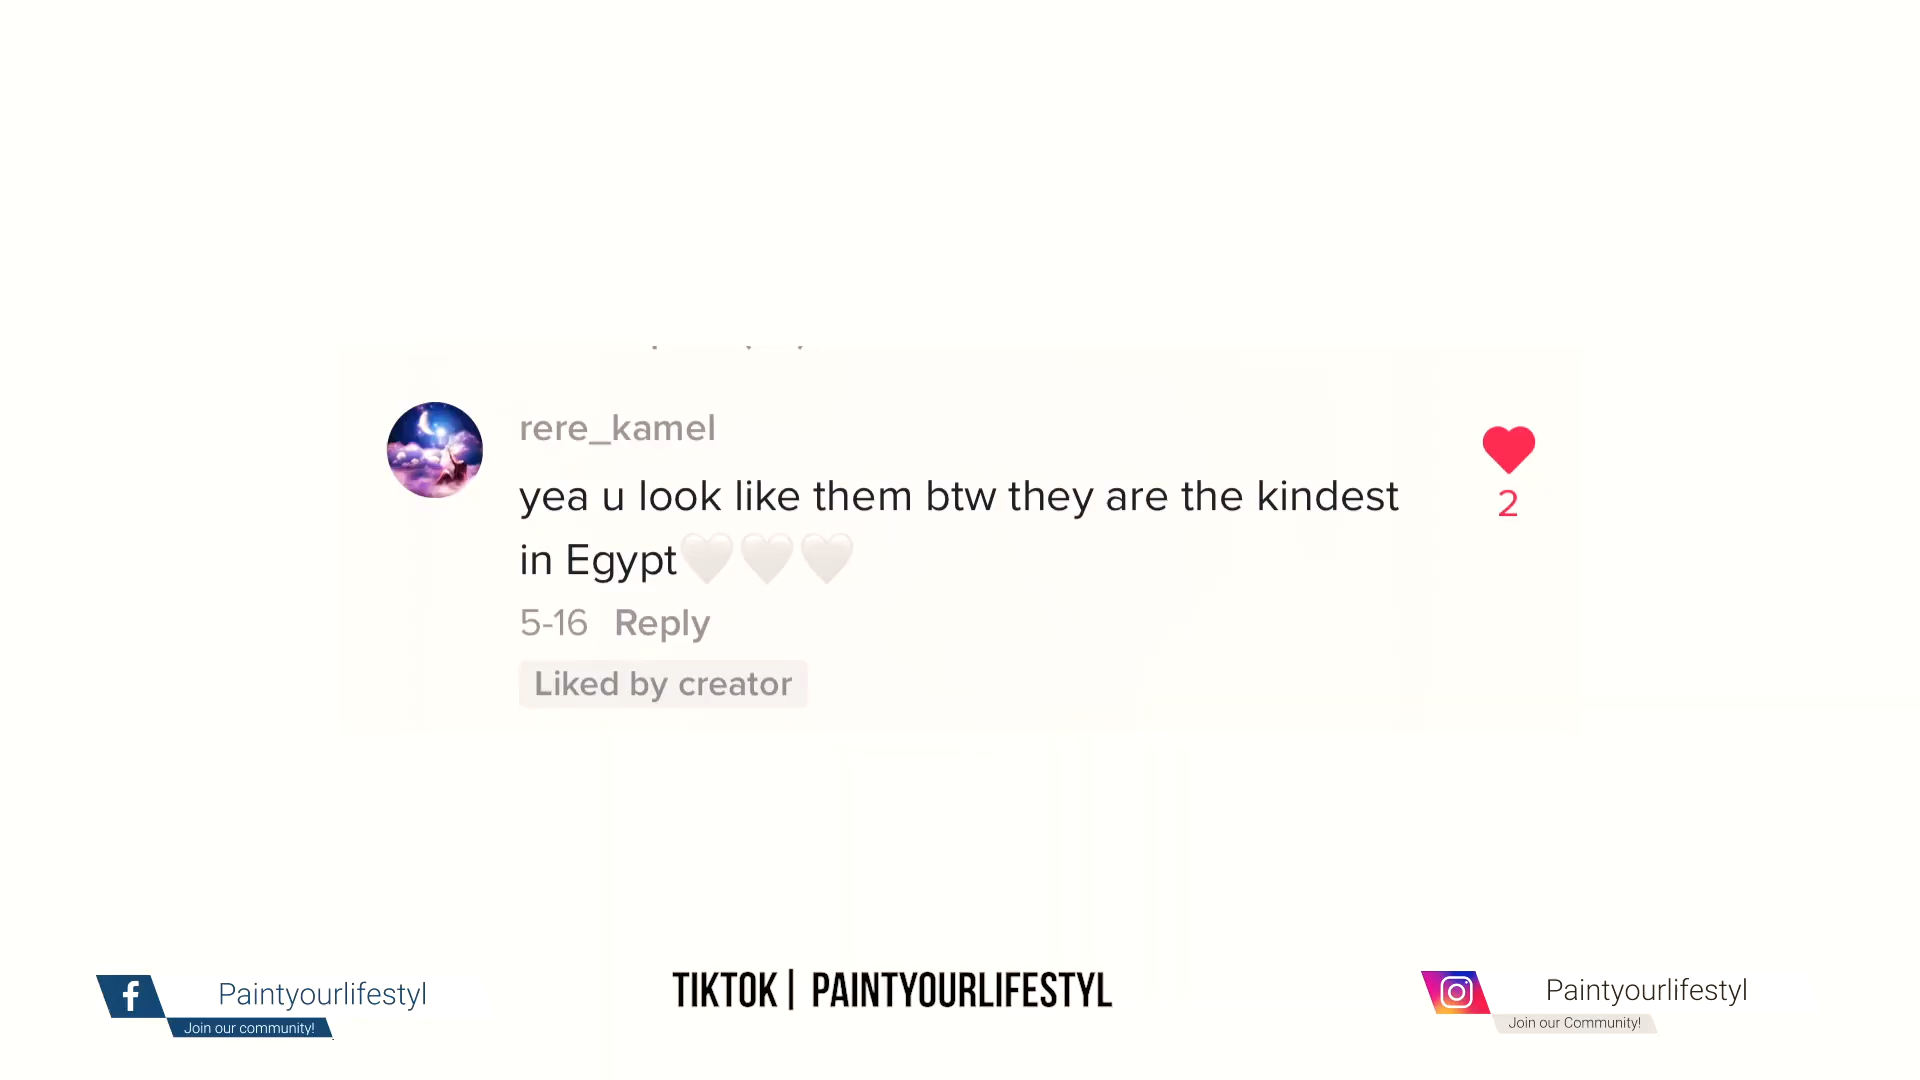 rere_kamel
yea u look like them btw they are the kindest
in Egypt🤍🤍🤍
5-16 Reply
Liked by creator
2
Paintyourlifestyl
Join our community!
TIKTOK| PAINTYOURLIFESTYL
Paintyourlifestyl
Join our Community!